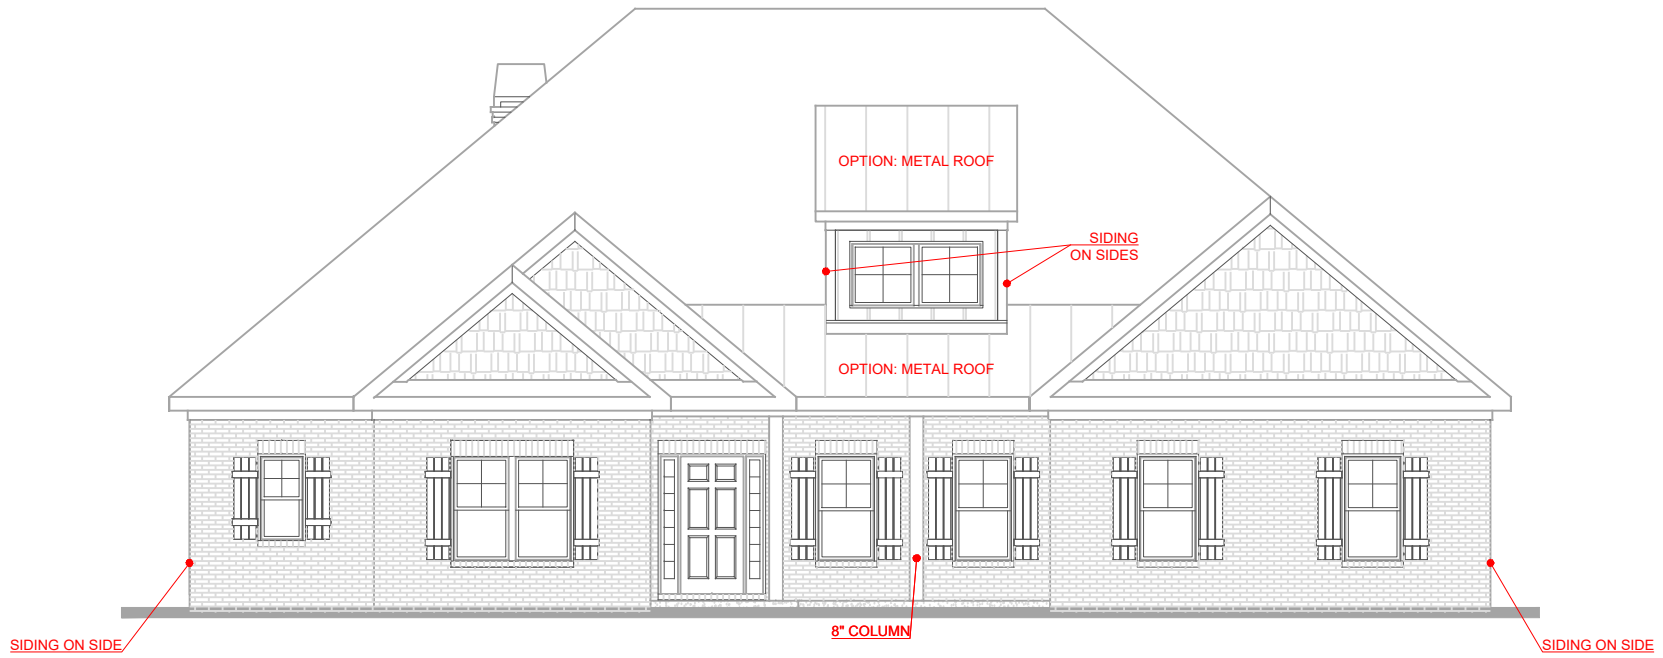 OPTION: METAL ROOF
SIDING
ON SIDES
OPTION: METAL ROOF
8" COLUMN
SIDING ON SIDE
SIDING ON SIDE